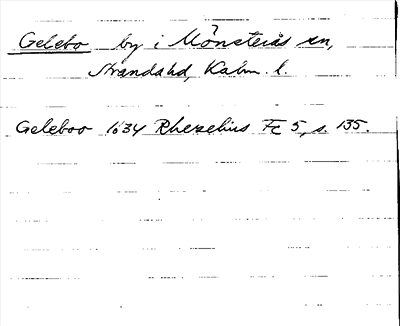 Gelebo by i Mönsterås sn,
Stranda hd, Kalm. l.
Geleboo 1634 Rhezelius Fc 5, s. 135.